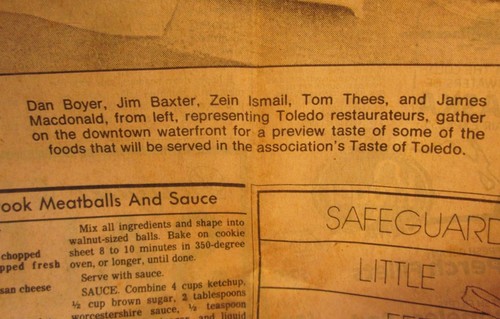 Dan Boyer, Jim Baxter, Zein Ismail, Tom Thees, and James
Macdonald, from left, representing Toledo restaurateurs, gather
on the downtown waterfront for a preview taste of some of the
foods that will be served in the association's Taste of Toledo.
ook Meatballs And Sauce
chopped
pped fresh
san cheese
Mix all ingredients and shape into
walnut-sized balls. Bake on cookie
sheet 8 to 10 minutes in 350-degree
oven, or longer, until done.
Serve with sauce.
SAUCE. Combine 4 cups ketchup,
½ cup brown sugar, 2 tablespoons
worcestershire sauce, ½ teaspoon
and liquid
SAFEGUARD
LITTLE